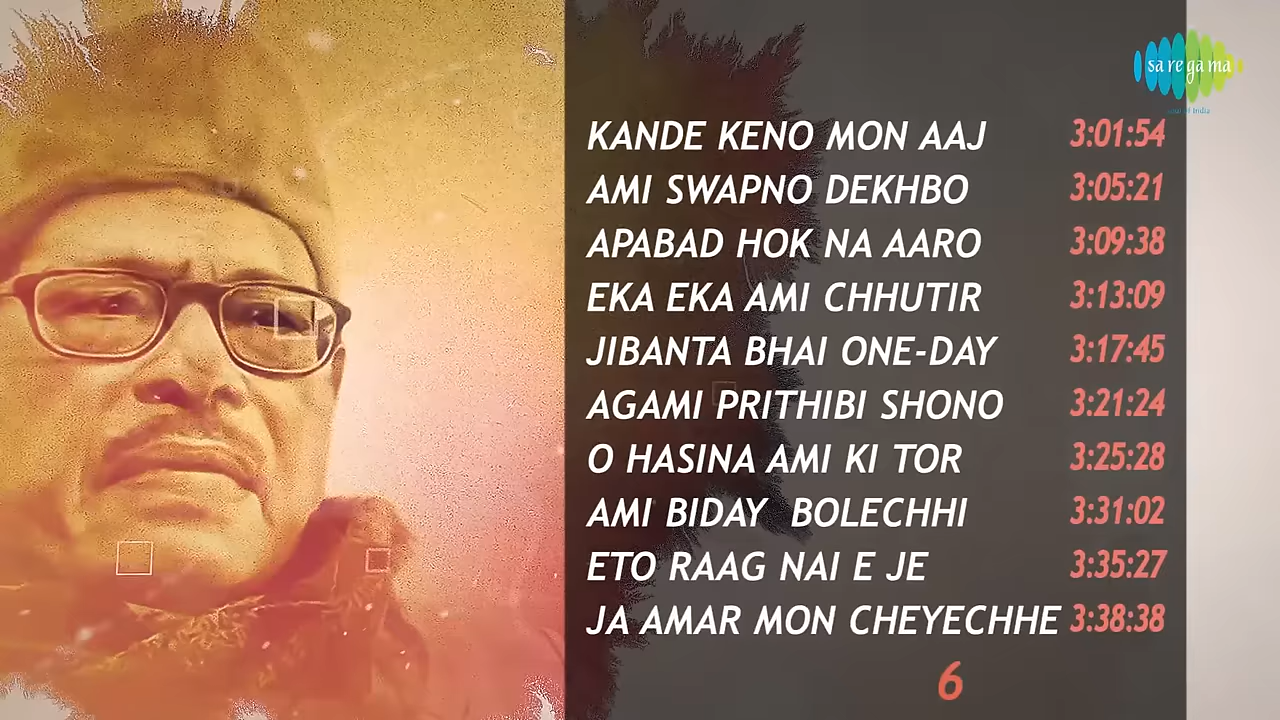 sa re ga ma
KANDE KENO MON AAJ 3:01:54
AMI SWAPNO DEKHBO 3:05:21
APABAD HOK NA AARO 3:09:38
EKA EKA AMI CHHUTIR 3:13:09
JIBANTA BHAI ONE-DAY 3:17:45
AGAMI PRITHIBI SHONO 3:21:24
O HASINA AMI KI TOR 3:25:28
AMI BIDAY BOLECHHI 3:31:02
ETO RAAG NAI E JE 3:35:27
JA AMAR MON CHEYECHHE 3:38:38
6